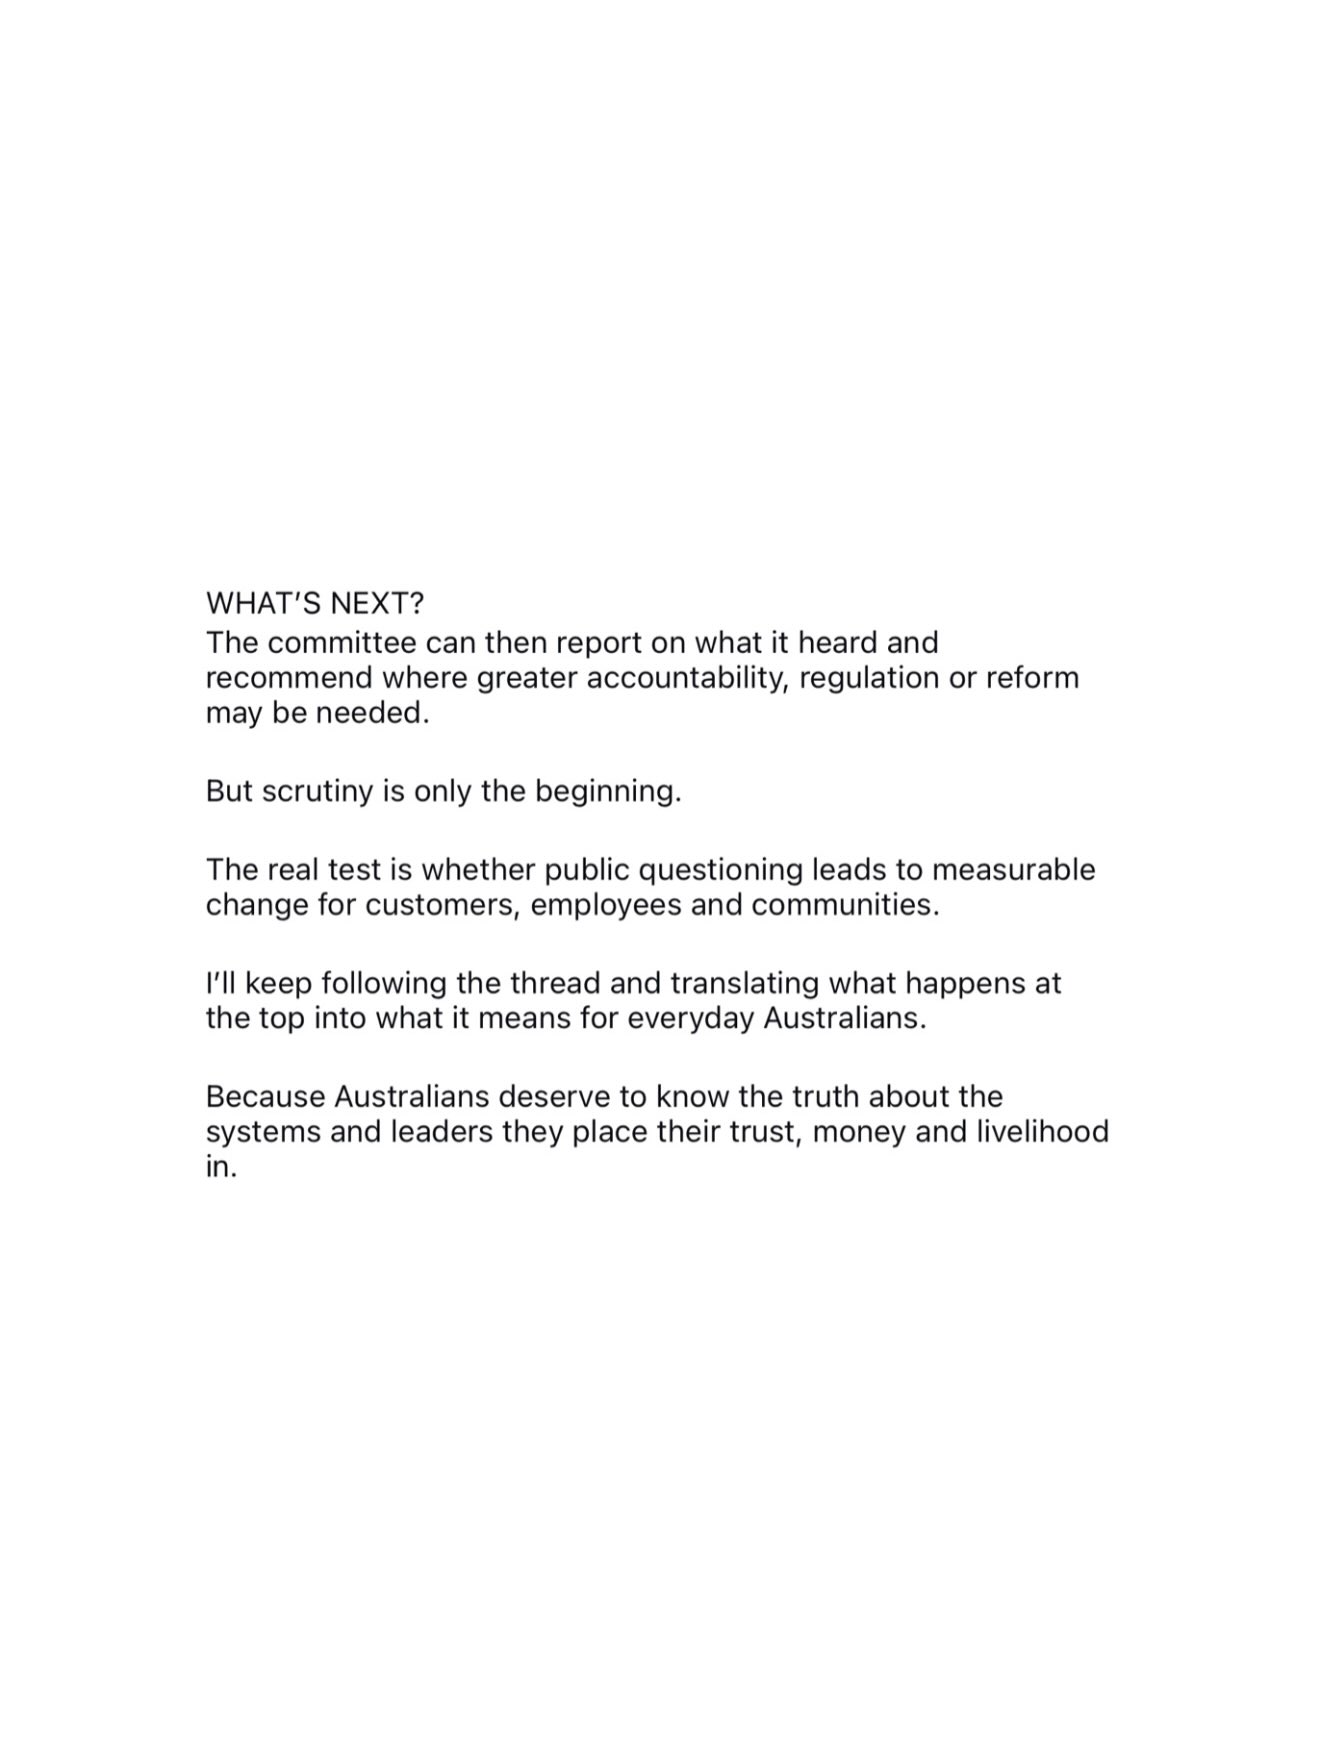 WHAT'S NEXT?
The committee can then report on what it heard and
recommend where greater accountability, regulation or reform
may be needed.
But scrutiny is only the beginning.
The real test is whether public questioning leads to measurable
change for customers, employees and communities.
I'll keep following the thread and translating what happens at
the top into what it means for everyday Australians.
Because Australians deserve to know the truth about the
systems and leaders they place their trust, money and livelihood
in.